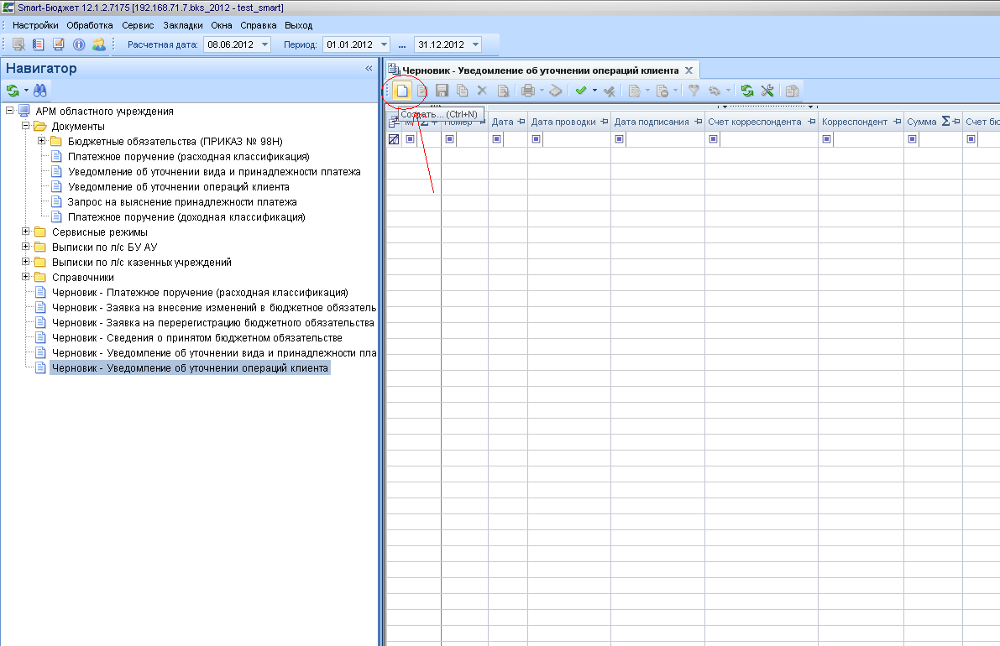 Smart-Бюджет 12.1.2.7175 [192.168.71.7.bks_2012 - test_smart]
Настройки Обработка Сервис Закладки Окна Справка Выход
Расчетная дата: 08.06.2012 Период: 01.01.2012 ... 31.12.2012
Навигатор
Черновик - Уведомление об уточнении операций клиента
Создать... (Ctrl+N)
Номер Дата Дата проводки Дата подписания Счет корреспондента Корреспондент Сумма Σ Счет бю
АРМ областного учреждения
Документы
Бюджетные обязательства (ПРИКАЗ № 98Н)
Платежное поручение (расходная классификация)
Уведомление об уточнении вида и принадлежности платежа
Уведомление об уточнении операций клиента
Запрос на выяснение принадлежности платежа
Платежное поручение (доходная классификация)
Сервисные режимы
Выписки по л/с БУ АУ
Выписки по л/с казенных учреждений
Справочники
Черновик - Платежное поручение (расходная классификация)
Черновик - Заявка на внесение изменений в бюджетное обязатель
Черновик - Заявка на перерегистрацию бюджетного обязательства
Черновик - Сведения о принятом бюджетном обязательстве
Черновик - Уведомление об уточнении вида и принадлежности пла
Черновик - Уведомление об уточнении операций клиента